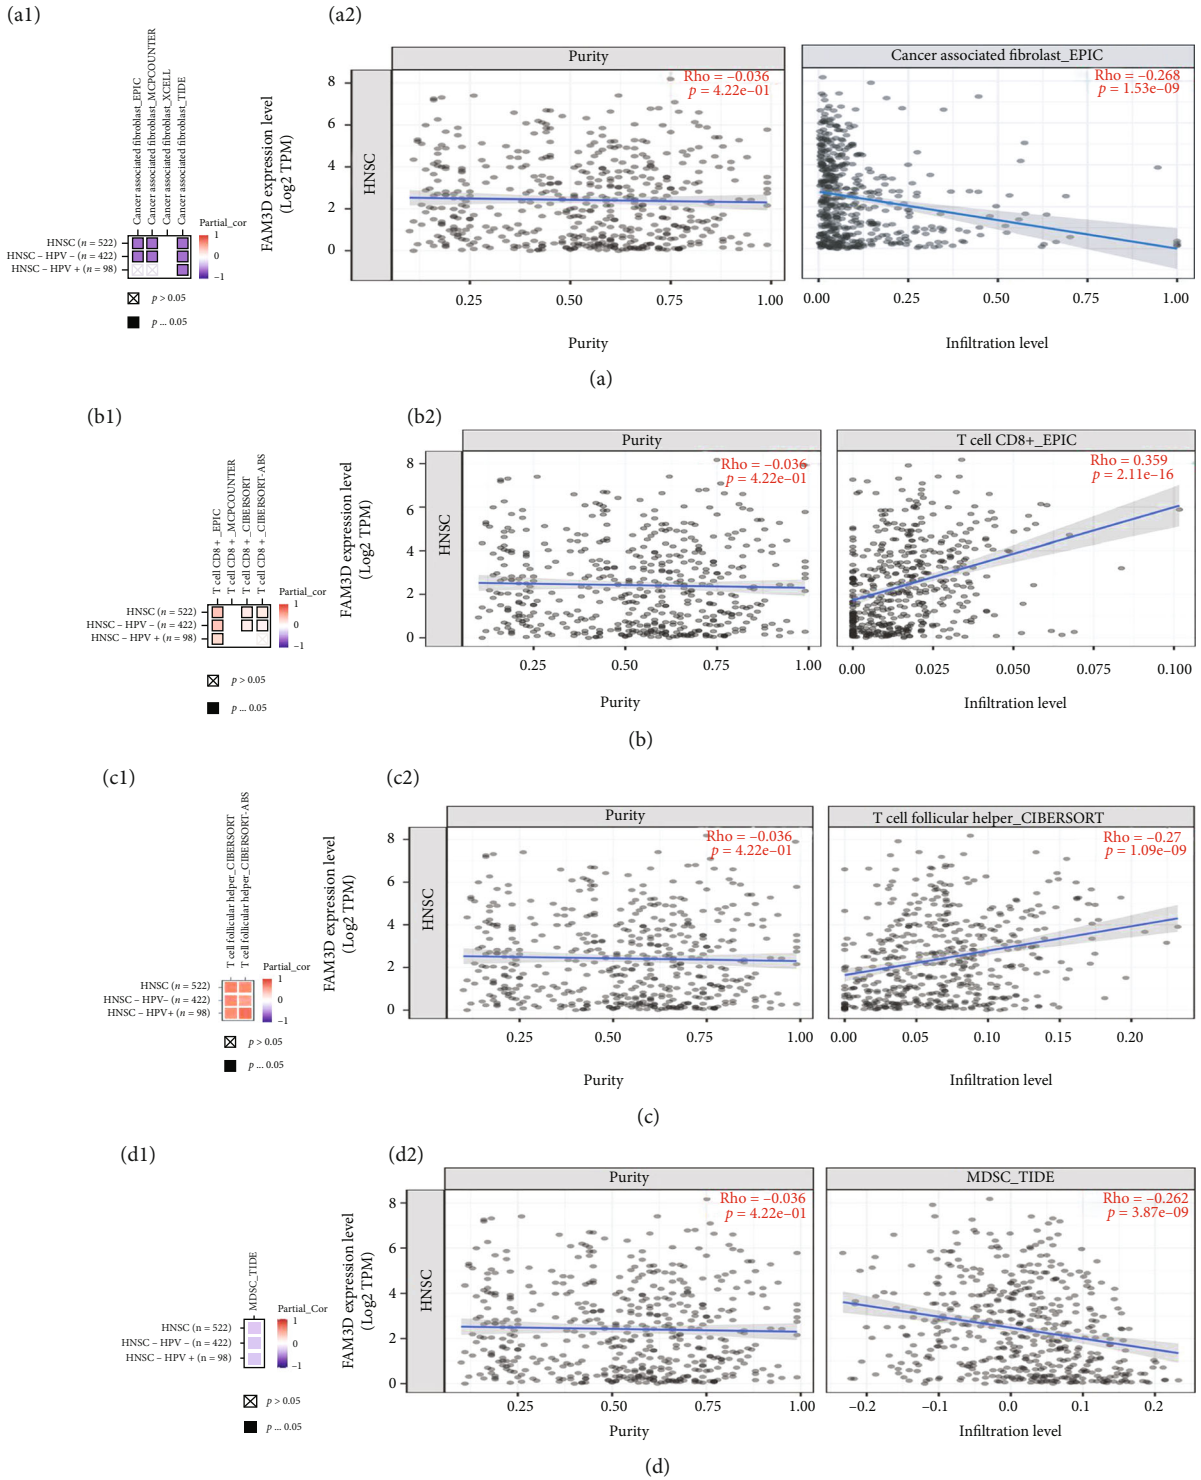 (a1)
(a2)
Cancer associated fibroblast_EPIC
Cancer associated fibroblast_MCPCOUNTER
Cancer associated fibroblast_XCELL
Cancer associated fibroblast_TIDE
HNSC (n = 522)
HNSC – HPV – (n = 422)
HNSC – HPV + (n = 98)
Partial_cor
1
0
–1
p > 0.05
p ... 0.05
FAM3D expression level
(Log2 TPM)
HNSC
Purity
Rho = –0.036
p = 4.22e–01
8
6
4
2
0
0.25
0.50
0.75
1.00
Purity
Cancer associated fibrolast_EPIC
Rho = –0.268
p = 1.53e–09
0.00
0.25
0.50
0.75
1.00
Infiltration level
(a)
(b1)
(b2)
T cell CD8+_EPIC
T cell CD8+_MCPCOUNTER
T cell CD8+_CIBERSORT
T cell CD8+_CIBERSORT-ABS
HNSC (n = 522)
HNSC – HPV – (n = 422)
HNSC – HPV + (n = 98)
Partial_cor
1
0
–1
p > 0.05
p ... 0.05
FAM3D expression level
(Log2 TPM)
HNSC
Purity
Rho = –0.036
p = 4.22e–01
8
6
4
2
0
0.25
0.50
0.75
1.00
Purity
T cell CD8+_EPIC
Rho = 0.359
p = 2.11e–16
0.00
0.025
0.050
0.075
0.100
Infiltration level
(b)
(c1)
(c2)
T cell follicular helper_CIBERSORT
T cell follicular helper_CIBERSORT-ABS
HNSC (n = 522)
HNSC – HPV– (n = 422)
HNSC – HPV+ (n = 98)
Partial_cor
1
0
–1
p > 0.05
p ... 0.05
FAM3D expression level
(Log2 TPM)
HNSC
Purity
Rho = –0.036
p = 4.22e–01
8
6
4
2
0
0.25
0.50
0.75
1.00
Purity
T cell follicular helper_CIBERSORT
Rho = –0.27
p = 1.09e–09
0.00
0.05
0.10
0.15
0.20
Infiltration level
(c)
(d1)
(d2)
MDSC_TIDE
HNSC (n = 522)
HNSC – HPV – (n = 422)
HNSC – HPV + (n = 98)
Partial_Cor
1
0
–1
p > 0.05
p ... 0.05
FAM3D expression level
(Log2 TPM)
HNSC
Purity
Rho = –0.036
p = 4.22e–01
8
6
4
2
0
0.25
0.50
0.75
1.00
Purity
MDSC_TIDE
Rho = –0.262
p = 3.87e–09
–0.2
–0.1
0.0
0.1
0.2
Infiltration level
(d)